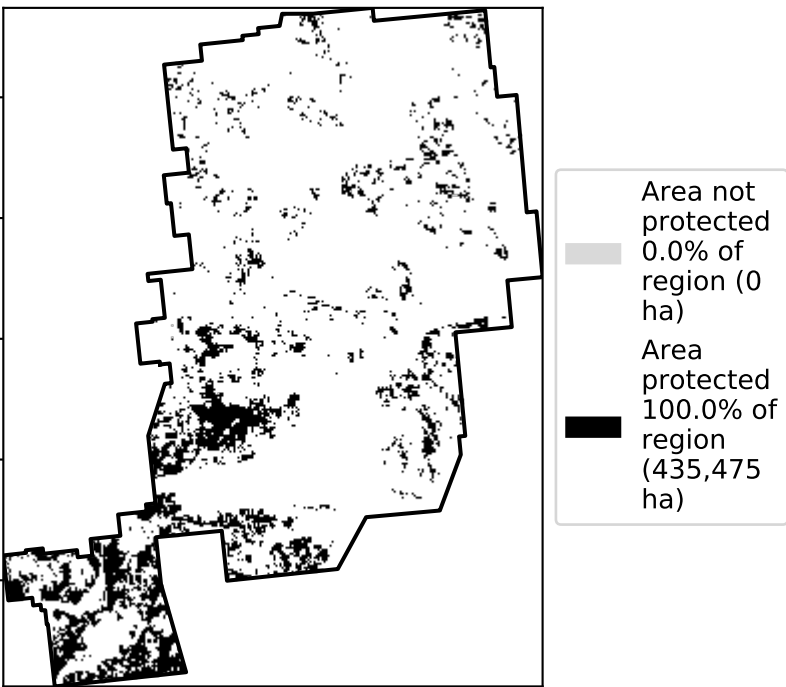 Area not
protected
0.0% of
region (0
ha)
Area
protected
100.0% of
region
(435,475
ha)